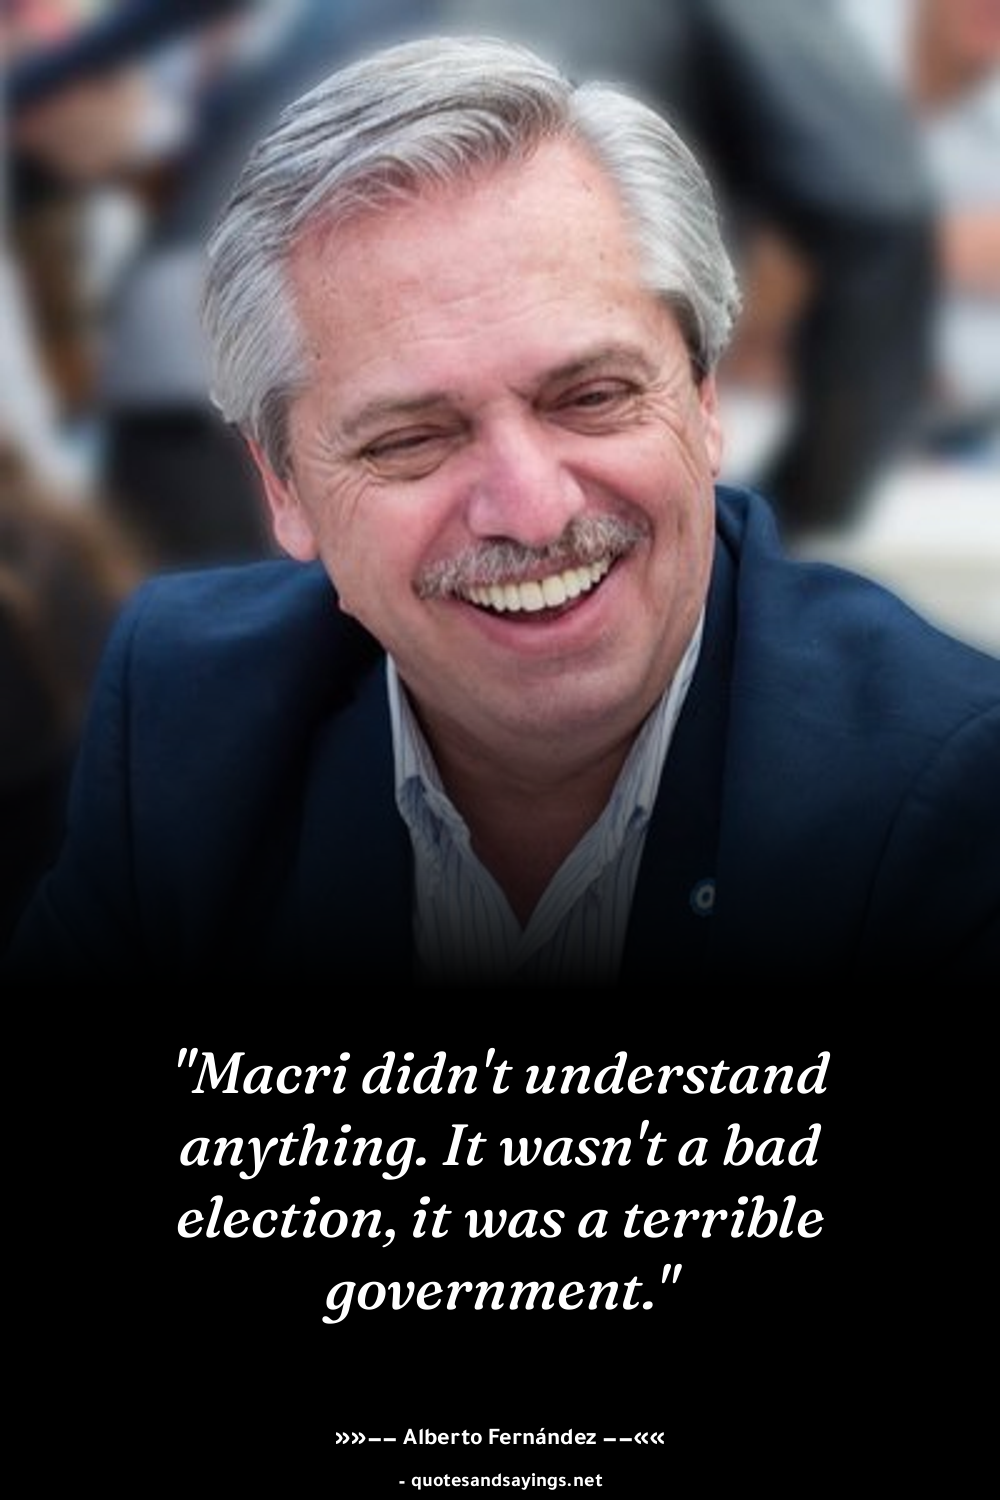 "Macri didn't understand
anything. It wasn't a bad
election, it was a terrible
government."
»»–– Alberto Fernández ––««
- quotesandsayings.net